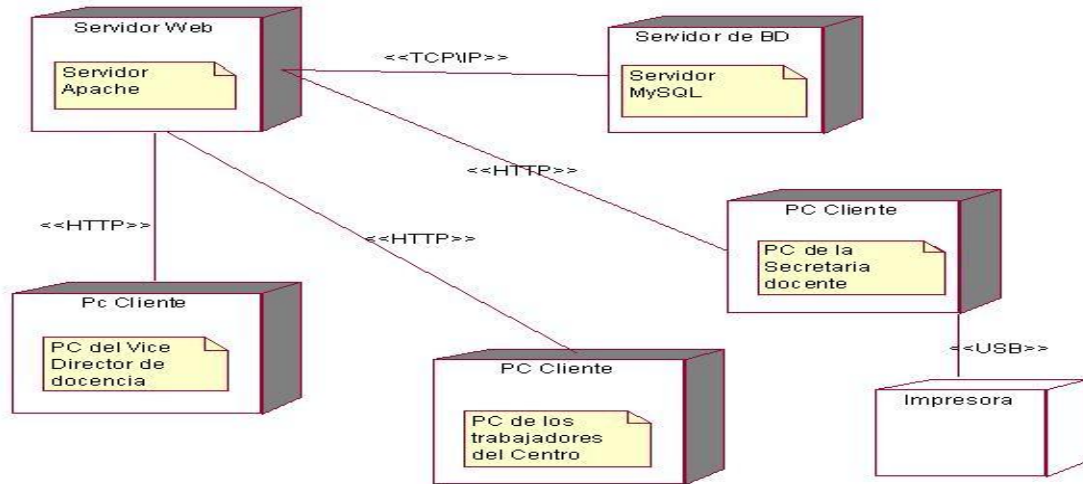 Servidor Web
Servidor
Apache
<<TCP\IP>>
Servidor de BD
Servidor
MySQL
<<HTTP>>
<<HTTP>>
<<HTTP>>
PC Cliente
PC de la
Secretaria
docente
Pc Cliente
PC del Vice
Director de
docencia
PC Cliente
PC de los
trabajadores
del Centro
<<USB>>
Impresora